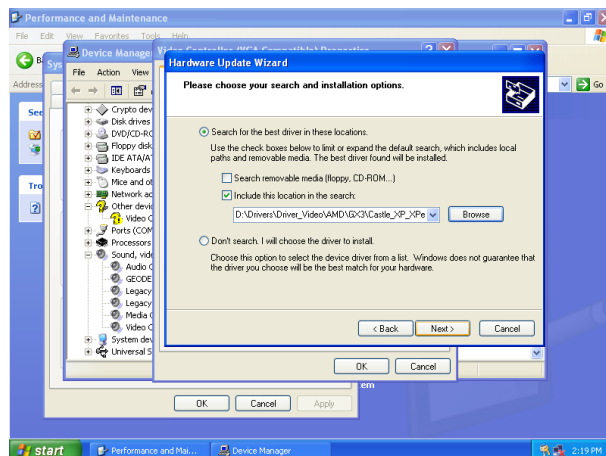 Performance and Maintenance
File Edit View Favorites Tools Help
Device Manager
Video Controller (VGA Compatible) Properties
Hardware Update Wizard
File Action View
Address
Go
Please choose your search and installation options.
Search for the best driver in these locations.
Use the check boxes below to limit or expand the default search, which includes local
paths and removable media. The best driver found will be installed.
Search removable media (floppy, CD-ROM...)
Include this location in the search:
D:\Drivers\Driver_Video\AMD\GX3\Castle_XP_XPe
Browse
Don't search. I will choose the driver to install.
Choose this option to select the device driver from a list. Windows does not guarantee that
the driver you choose will be the best match for your hardware.
< Back Next > Cancel
Crypto dev
Disk drives
DVD/CD-RO
Floppy disk
IDE ATA/AT
Keyboards
Mice and ot
Network ad
Other devic
Video C
Ports (COM
Processors
Sound, vide
Audio C
GEODE
Legacy
Legacy
Media C
Video C
System dev
Universal S
OK Cancel
OK Cancel Apply
start
Performance and Mai...
Device Manager
2:19 PM